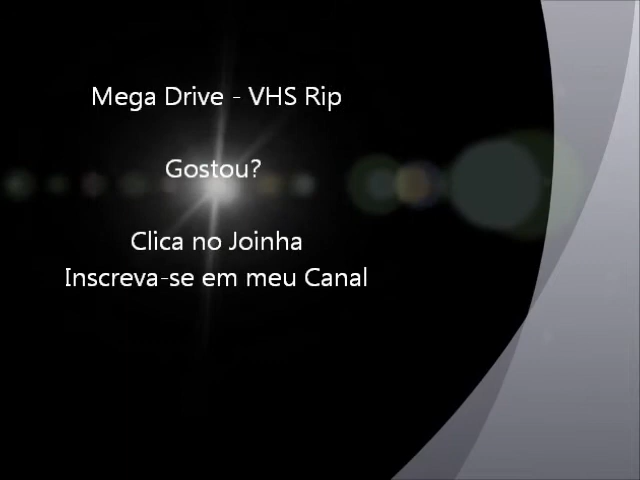 Mega Drive - VHS Rip
Gostou?
Clica no Joinha
Inscreva-se em meu Canal